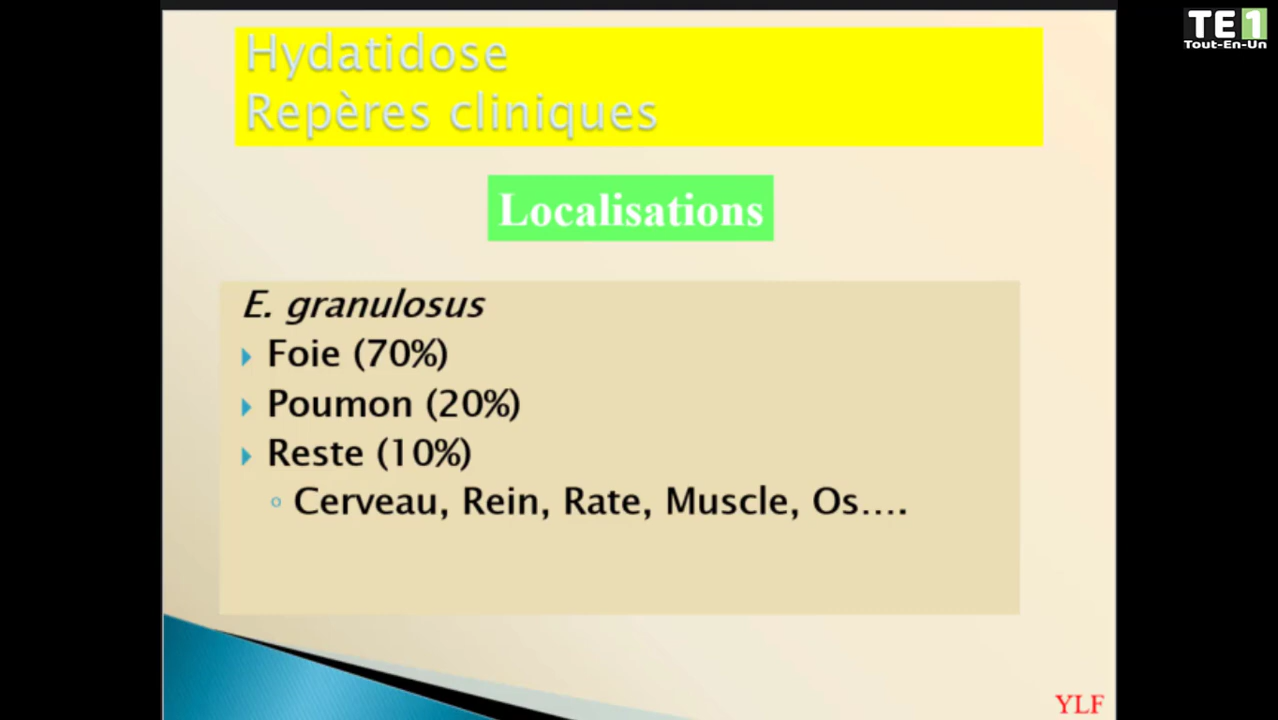 TE1
Tout-En-Un
Hydatidose
Repères cliniques
Localisations
E. granulosus
Foie (70%)
Poumon (20%)
Reste (10%)
Cerveau, Rein, Rate, Muscle, Os....
YLF